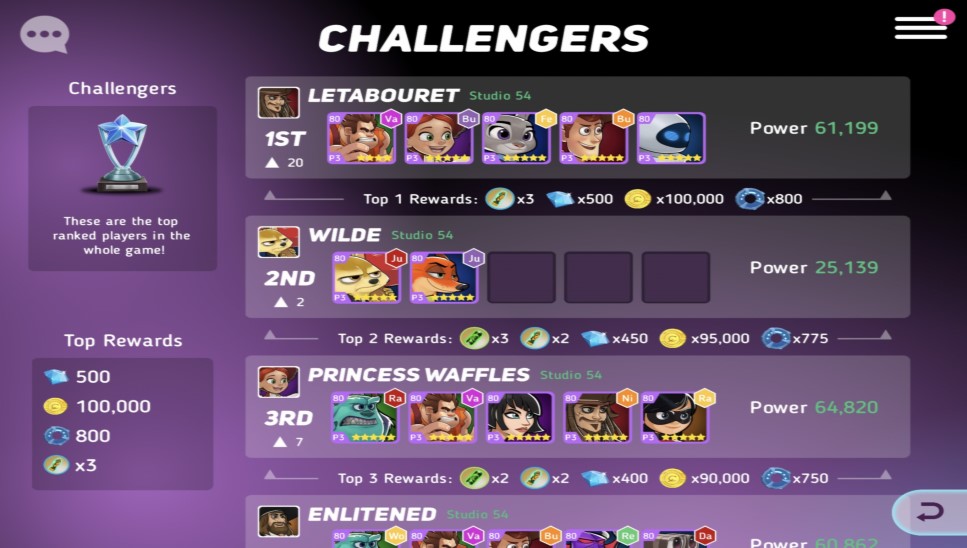 CHALLENGERS
!
Challengers
These are the top
ranked players in the
whole game!
Top Rewards
500
100,000
800
x3
LETABOURET Studio 54
1ST
20
80 Va 80 Bu 80 Fe 80 Bu 80
P3 P3 P3 P3 P3
Power 61,199
Top 1 Rewards: x3 x500 x100,000 x800
WILDE Studio 54
2ND
2
80 Ju 80 Ju
P3 P3
Power 25,139
Top 2 Rewards: x3 x2 x450 x95,000 x775
PRINCESS WAFFLES Studio 54
3RD
7
80 Ra 80 Va 80 80 Ni 80 Ra
P3 P3 P3 P3 P3
Power 64,820
Top 3 Rewards: x2 x2 x400 x90,000 x750
ENLITENED Studio 54
80 Wo 80 Va 80 Bu 80 Re 80 Da
Power 60,862